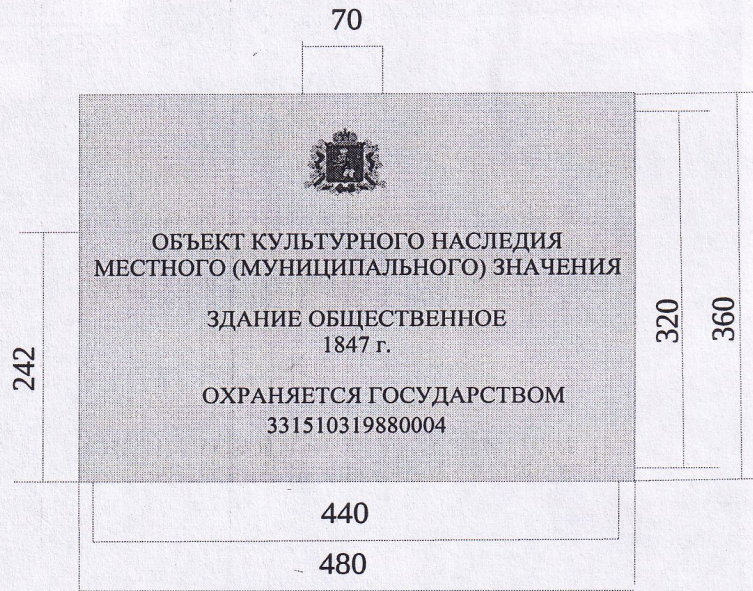 70
ОБЪЕКТ КУЛЬТУРНОГО НАСЛЕДИЯ
МЕСТНОГО (МУНИЦИПАЛЬНОГО) ЗНАЧЕНИЯ
ЗДАНИЕ ОБЩЕСТВЕННОЕ
1847 г.
ОХРАНЯЕТСЯ ГОСУДАРСТВОМ
331510319880004
242
320
360
440
480